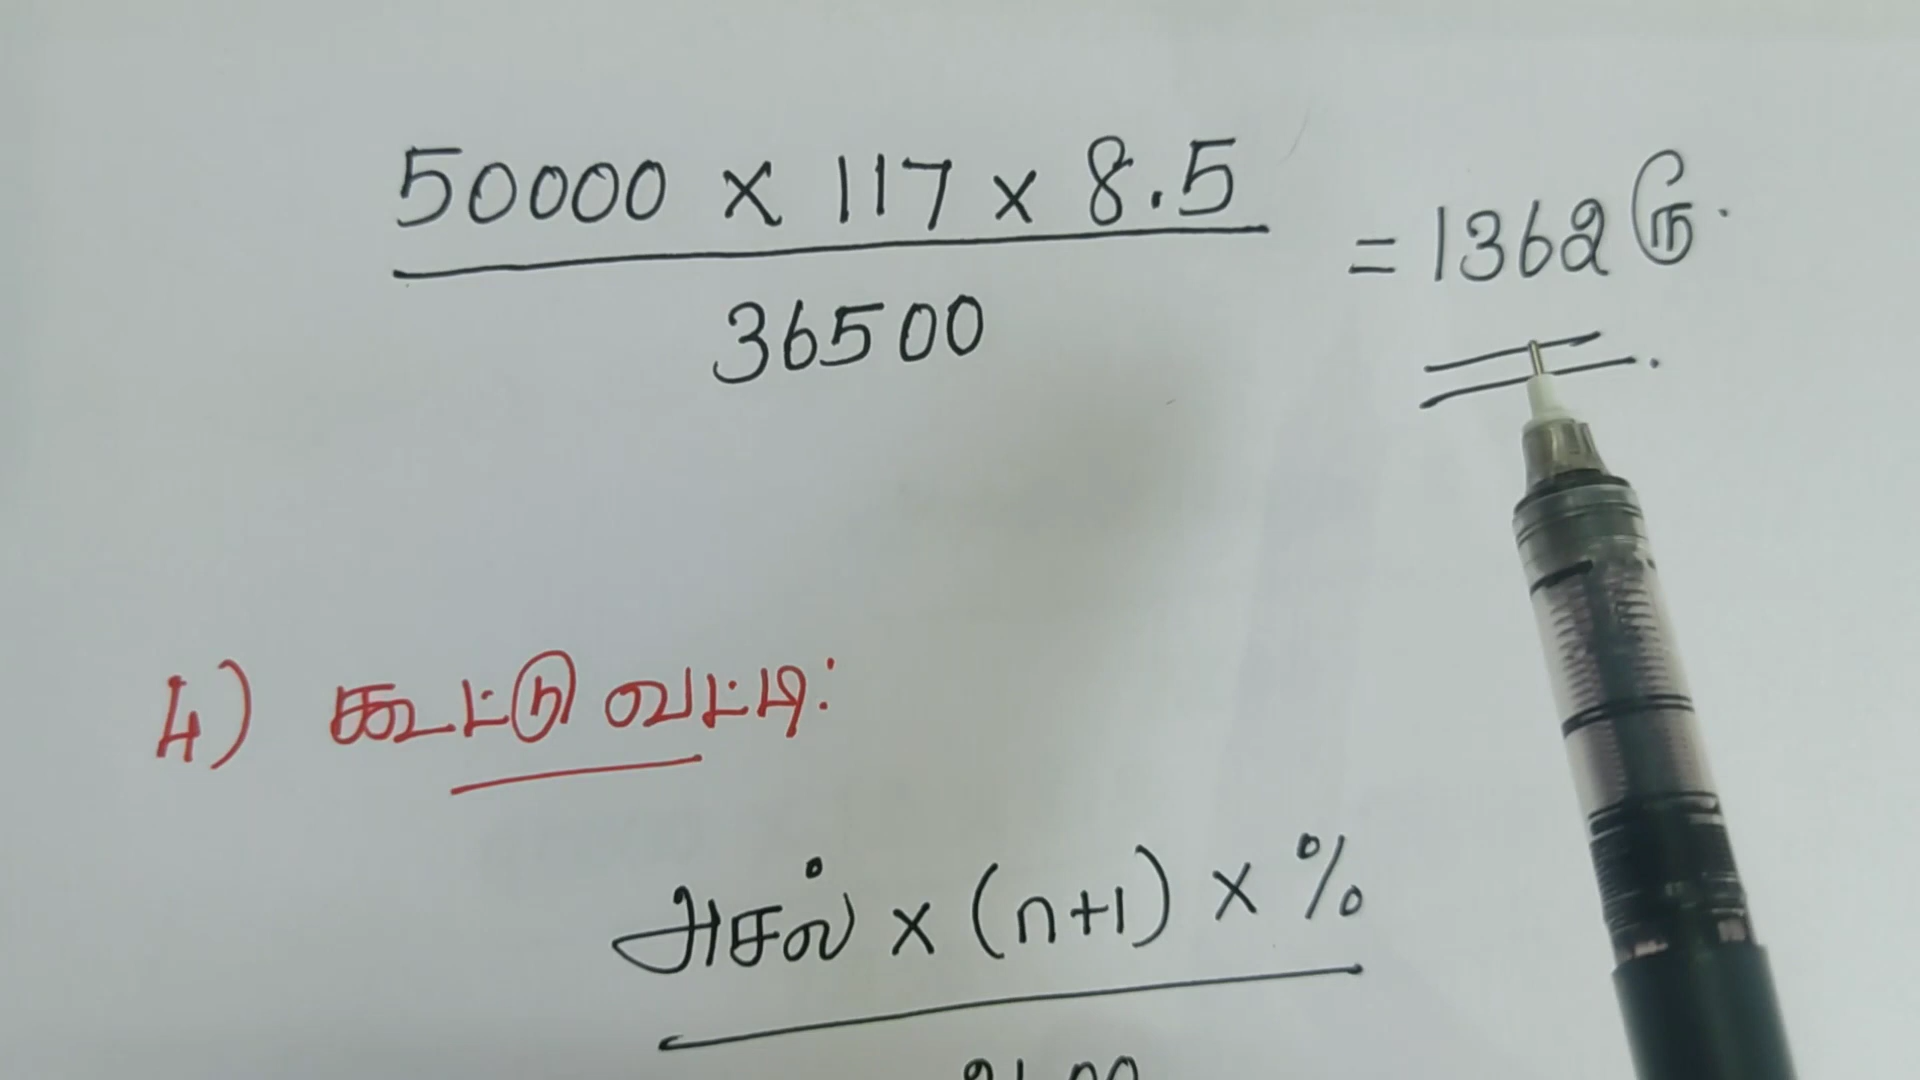 50000 x 117 x 8.5
36500
= 1362 ரூ.
4) கூட்டு வட்டி:
அசல் x (n+1) x %